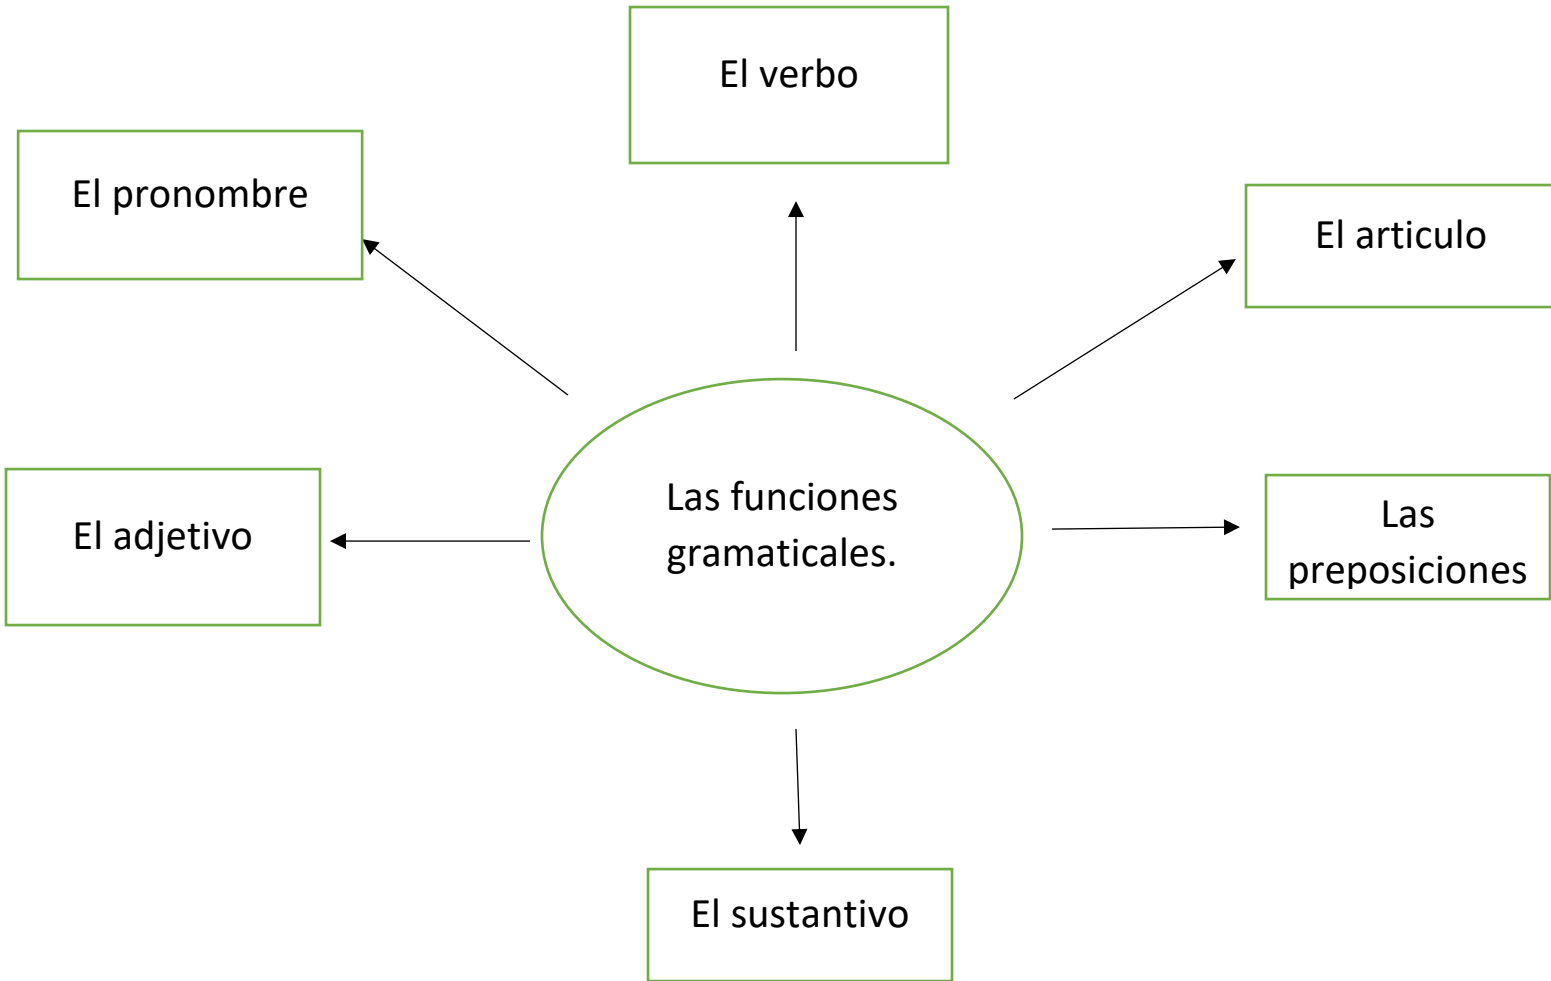 El verbo
El pronombre
El articulo
Las funciones
gramaticales.
Las
preposiciones
El adjetivo
El sustantivo